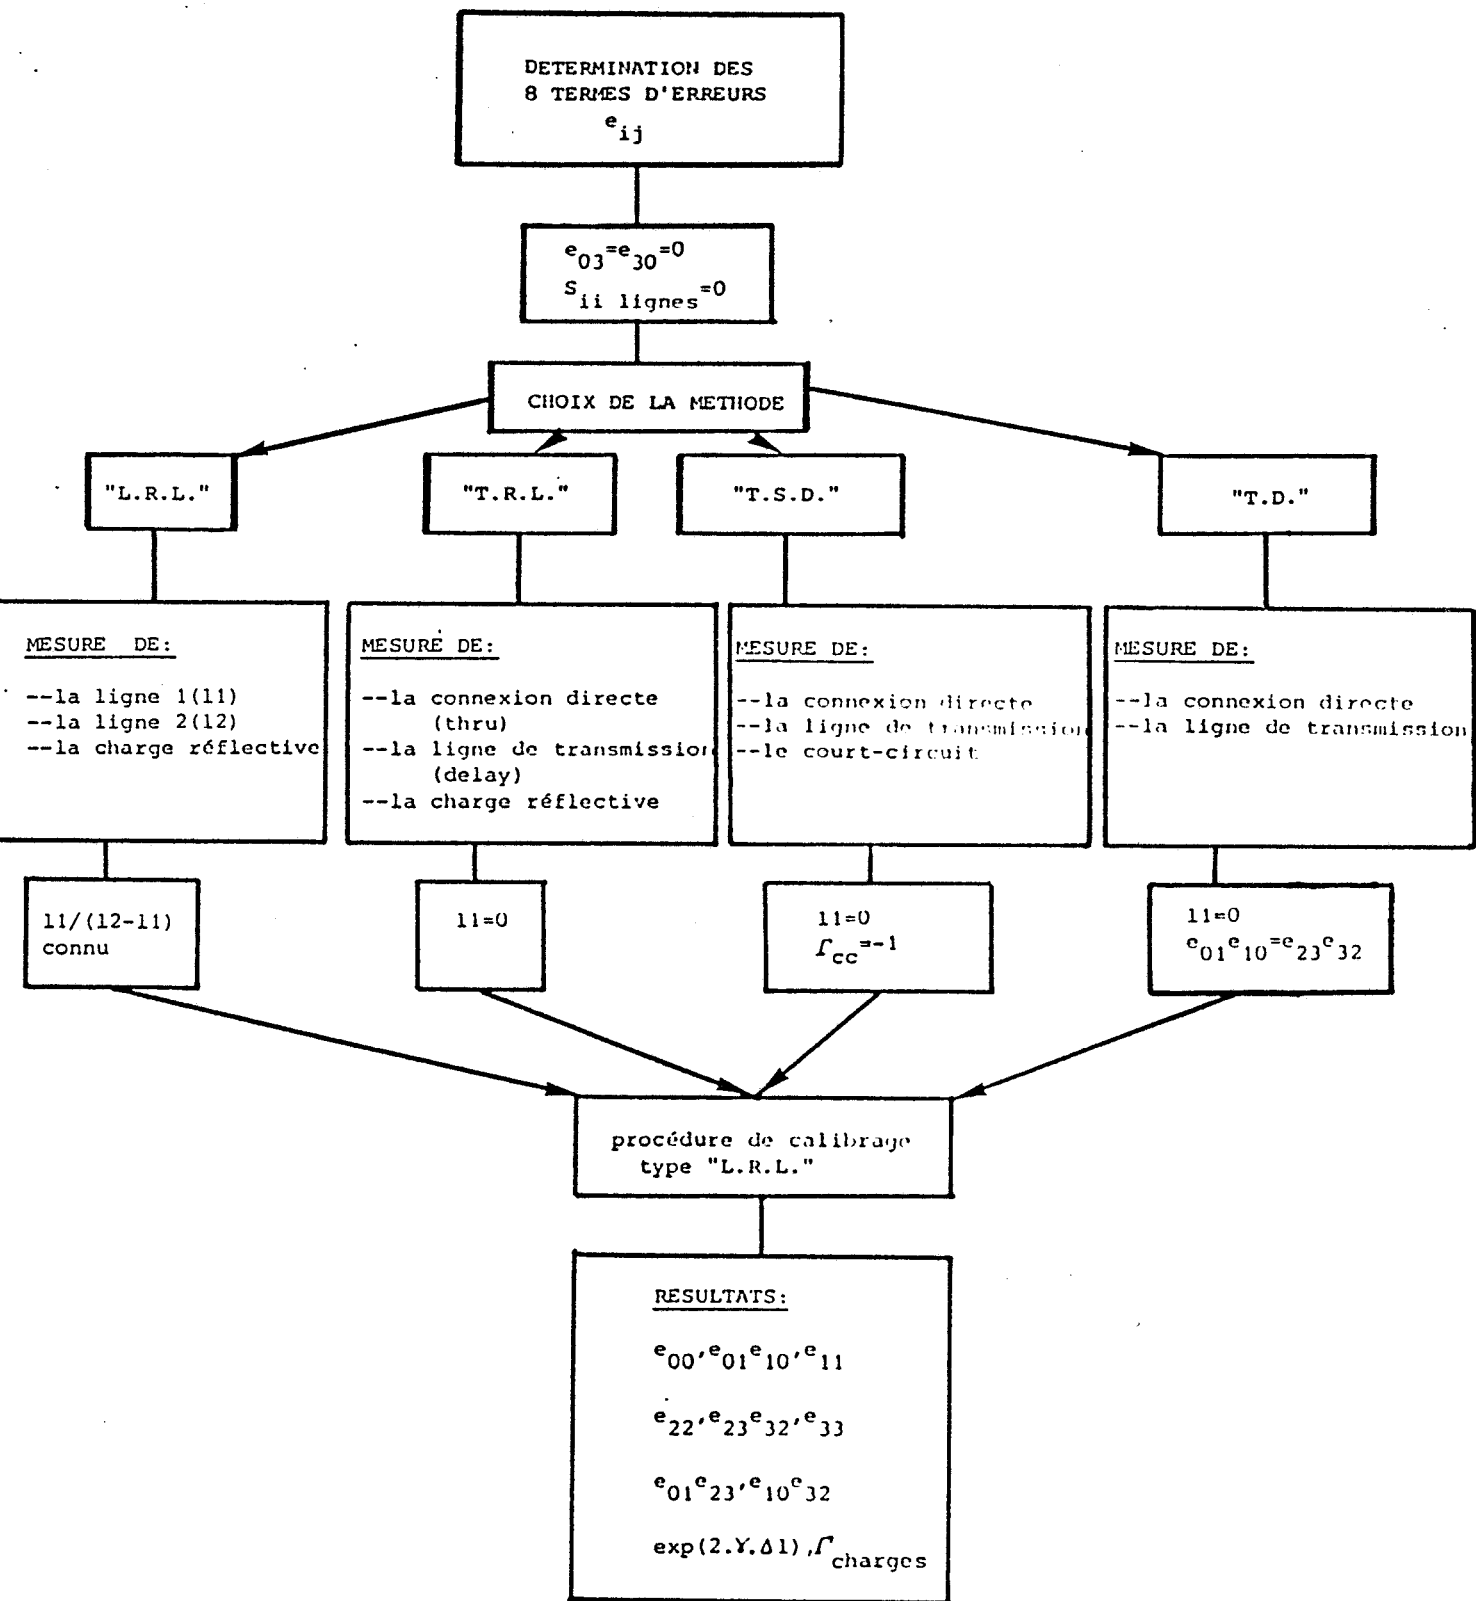 DETERMINATION DES
8 TERMES D'ERREURS
e_ij
e_03=e_30=0
S_ii lignes=0
CHOIX DE LA METHODE
"L.R.L."
"T.R.L."
"T.S.D."
"T.D."
MESURE DE:
--la ligne 1(l1)
--la ligne 2(l2)
--la charge réflective
MESURE DE:
--la connexion directe
(thru)
--la ligne de transmission
(delay)
--la charge réflective
MESURE DE:
--la connexion directe
--la ligne de transmission
--le court-circuit
MESURE DE:
--la connexion directe
--la ligne de transmission
l1/(l2-l1)
connu
l1=0
l1=0
Γ_cc=-1
l1=0
e_01e_10=e_23e_32
procédure de calibrage
type "L.R.L."
RESULTATS:
e_00,e_01e_10,e_11
e_22,e_23e_32,e_33
e_01e_23,e_10e_32
exp(2.γ.Δl),Γ_charges